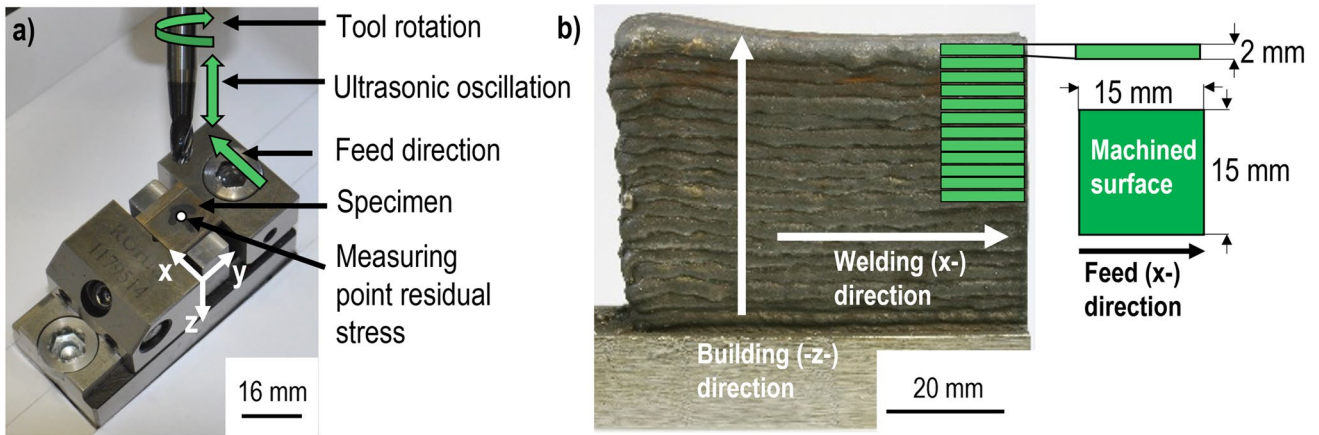 a)
Tool rotation
Ultrasonic oscillation
Feed direction
Specimen
Measuring
point residual
stress
x
y
z
16 mm
b)
2 mm
15 mm
Machined
surface
15 mm
Welding (x-)
direction
Feed (x-)
direction
Building (-z-)
direction
20 mm